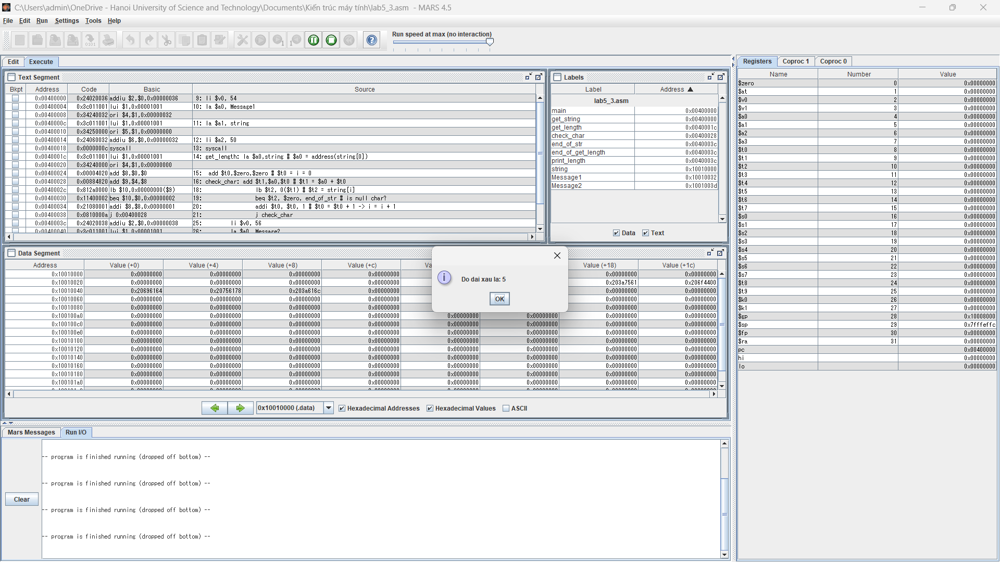 C:\Users\admin\OneDrive - Hanoi University of Science and Technology\Documents\Kiến trúc máy tính\lab5_3.asm - MARS 4.5
File Edit Run Settings Tools Help
Run speed at max (no interaction)
Edit Execute
Text Segment
Bkpt Address Code Basic Source
0x00400000 0x24020036 addiu $2,$0,0x00000036 9: li $v0, 54
0x00400004 0x3c011001 lui $1,0x00001001 10: la $a0, Message1
0x00400008 0x34240032 ori $4,$1,0x00000032
0x0040000c 0x3c011001 lui $1,0x00001001 11: la $a1, string
0x00400010 0x34250000 ori $5,$1,0x00000000
0x00400014 0x24060032 addiu $6,$0,0x00000032 12: li $a2, 50
0x00400018 0x0000000c syscall 13: syscall
0x0040001c 0x3c011001 lui $1,0x00001001 14: get_length: la $a0,string # $a0 = address(string[0])
0x00400020 0x34240000 ori $4,$1,0x00000000
0x00400024 0x00004020 add $8,$0,$0 15: add $t0,$zero,$zero # $t0 = i = 0
0x00400028 0x00884820 add $9,$4,$8 16: check_char: add $t1,$a0,$t0 # $t1 = $a0 + $t0
0x0040002c 0x812a0000 lb $10,0x00000000($9) 18: lb $t2, 0($t1) # $t2 = string[i]
0x00400030 0x11400002 beq $10,$0,0x00000002 19: beq $t2, $zero, end_of_str # is null char?
0x00400034 0x21080001 addi $8,$8,0x00000001 20: addi $t0, $t0, 1 # $t0 = $t0 + 1 -> i = i + 1
0x00400038 0x0810000a j 0x00400028 21: j check_char
0x0040003c 0x24020038 addiu $2,$0,0x00000038 25: li $v0, 56
0x00400040 0x3c011001 lui $1,0x00001001 26: la $a0, Message2
Labels
Label Address ▲
lab5_3.asm
main 0x00400000
get_string 0x00400000
get_length 0x0040001c
check_char 0x00400028
end_of_str 0x0040003c
end_of_get_length 0x0040003c
print_length 0x0040003c
string 0x10010000
Message1 0x10010032
Message2 0x1001003d
Data Text
Data Segment
Address Value (+0) Value (+4) Value (+8) Value (+c) Va Value (+18) Value (+1c)
0x10010000 0x00000000 0x00000000 0x00000000 0x00000000 0x00000000 0x00000000
0x10010020 0x00000000 0x00000000 0x00000000 0x00000000 0x203a7561 0x206f4400
0x10010040 0x20696164 0x20756178 0x203a616c 0x00000000 0x00000000 0x00000000
0x10010060 0x00000000 0x00000000 0x00000000 0x00000000 0x00000000 0x00000000
0x10010080 0x00000000 0x00000000 0x00000000 0x00000000 0x00000000 0x00000000
0x100100a0 0x00000000 0x00000000 0x00000000 0x00000000 0x00000000 0x00000000 0x00000000 0x00000000
0x100100c0 0x00000000 0x00000000 0x00000000 0x00000000 0x00000000 0x00000000 0x00000000 0x00000000
0x100100e0 0x00000000 0x00000000 0x00000000 0x00000000 0x00000000 0x00000000 0x00000000 0x00000000
0x10010100 0x00000000 0x00000000 0x00000000 0x00000000 0x00000000 0x00000000 0x00000000 0x00000000
0x10010120 0x00000000 0x00000000 0x00000000 0x00000000 0x00000000 0x00000000 0x00000000 0x00000000
0x10010140 0x00000000 0x00000000 0x00000000 0x00000000 0x00000000 0x00000000 0x00000000 0x00000000
0x10010160 0x00000000 0x00000000 0x00000000 0x00000000 0x00000000 0x00000000 0x00000000 0x00000000
0x10010180 0x00000000 0x00000000 0x00000000 0x00000000 0x00000000 0x00000000 0x00000000 0x00000000
0x100101a0 0x00000000 0x00000000 0x00000000 0x00000000 0x00000000 0x00000000 0x00000000 0x00000000
Do dai xau la: 5
OK
0x10010000 (.data) Hexadecimal Addresses Hexadecimal Values ASCII
Mars Messages Run I/O
-- program is finished running (dropped off bottom) --
-- program is finished running (dropped off bottom) --
Clear
-- program is finished running (dropped off bottom) --
-- program is finished running (dropped off bottom) --
Registers Coproc 1 Coproc 0
Name Number Value
$zero 0 0x00000000
$at 1 0x00000000
$v0 2 0x00000000
$v1 3 0x00000000
$a0 4 0x00000000
$a1 5 0x00000000
$a2 6 0x00000000
$a3 7 0x00000000
$t0 8 0x00000000
$t1 9 0x00000000
$t2 10 0x00000000
$t3 11 0x00000000
$t4 12 0x00000000
$t5 13 0x00000000
$t6 14 0x00000000
$t7 15 0x00000000
$s0 16 0x00000000
$s1 17 0x00000000
$s2 18 0x00000000
$s3 19 0x00000000
$s4 20 0x00000000
$s5 21 0x00000000
$s6 22 0x00000000
$s7 23 0x00000000
$t8 24 0x00000000
$t9 25 0x00000000
$k0 26 0x00000000
$k1 27 0x00000000
$gp 28 0x10008000
$sp 29 0x7fffeffc
$fp 30 0x00000000
$ra 31 0x00000000
pc 0x00400000
hi 0x00000000
lo 0x00000000